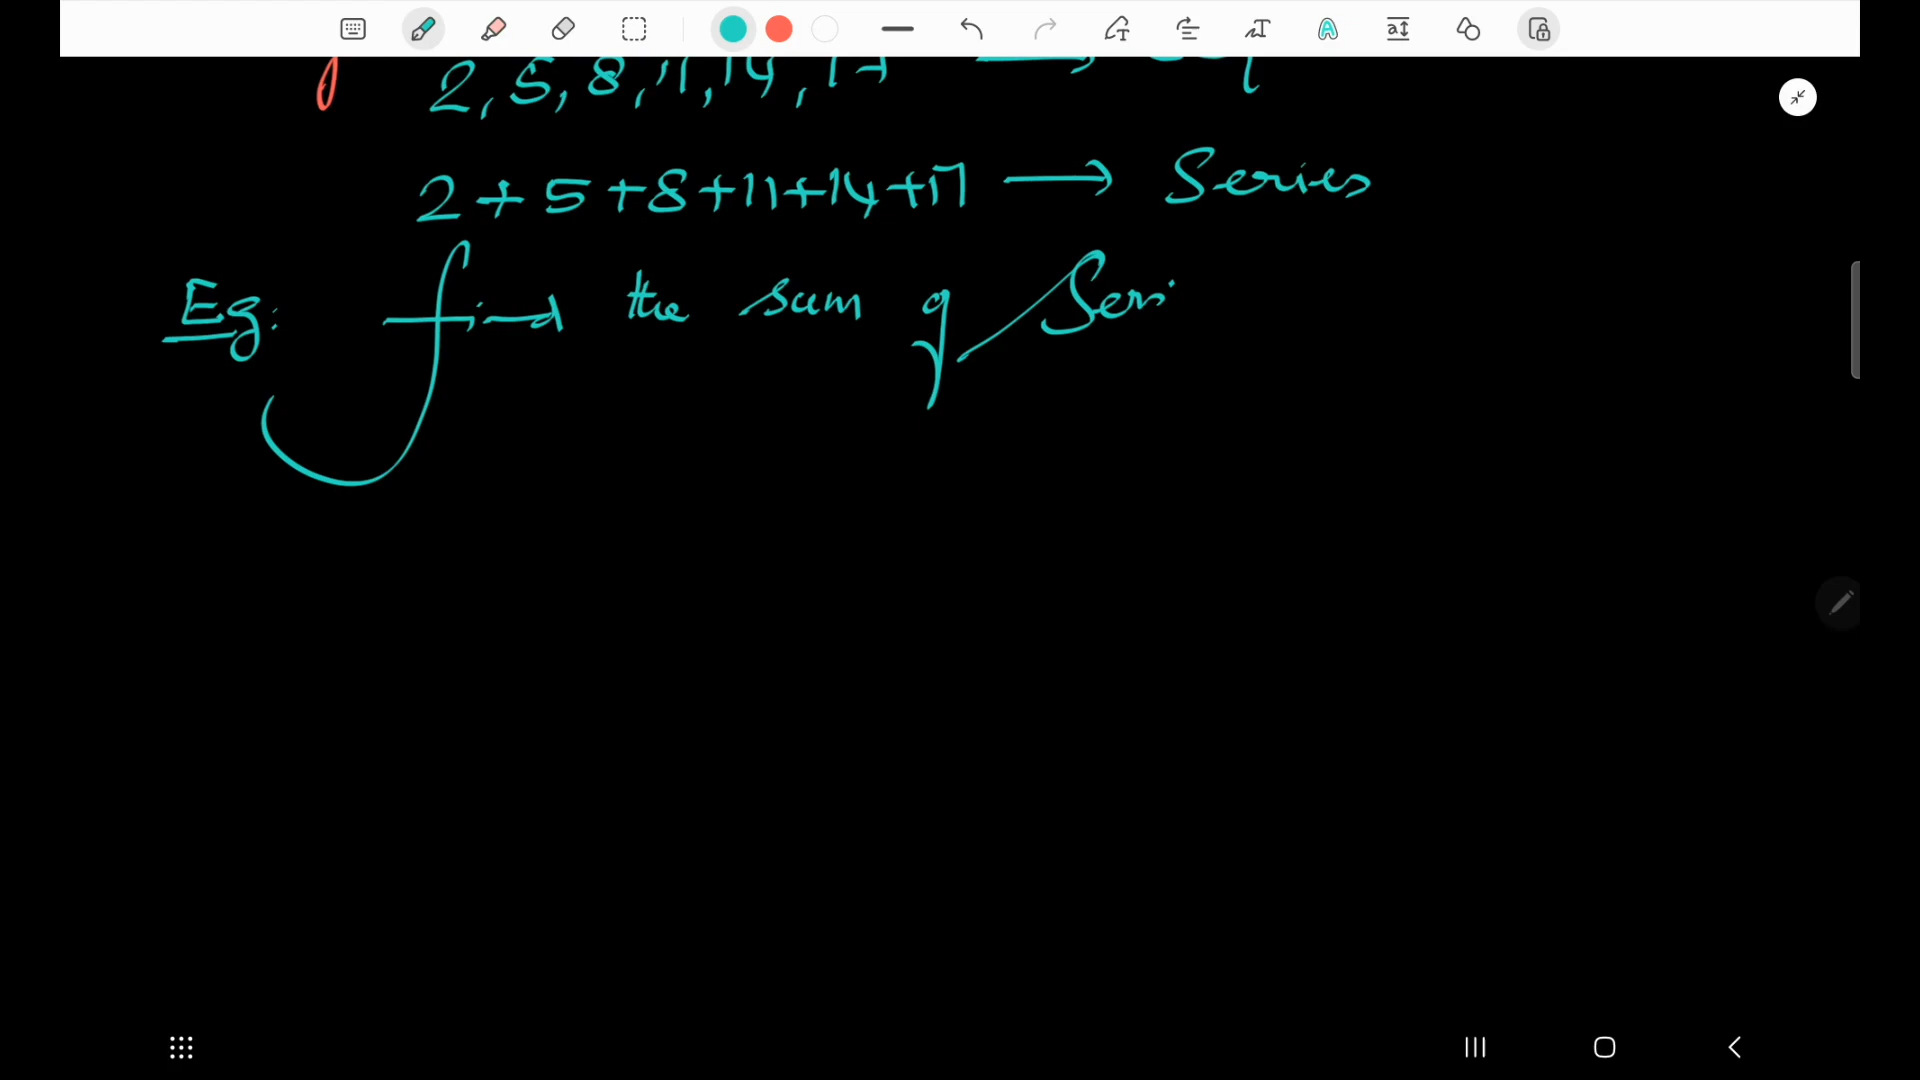 2, 5, 8, 11, 14, 17
2 + 5 + 8 + 11 + 14 + 17 → Series
Eg: find the sum of Seri